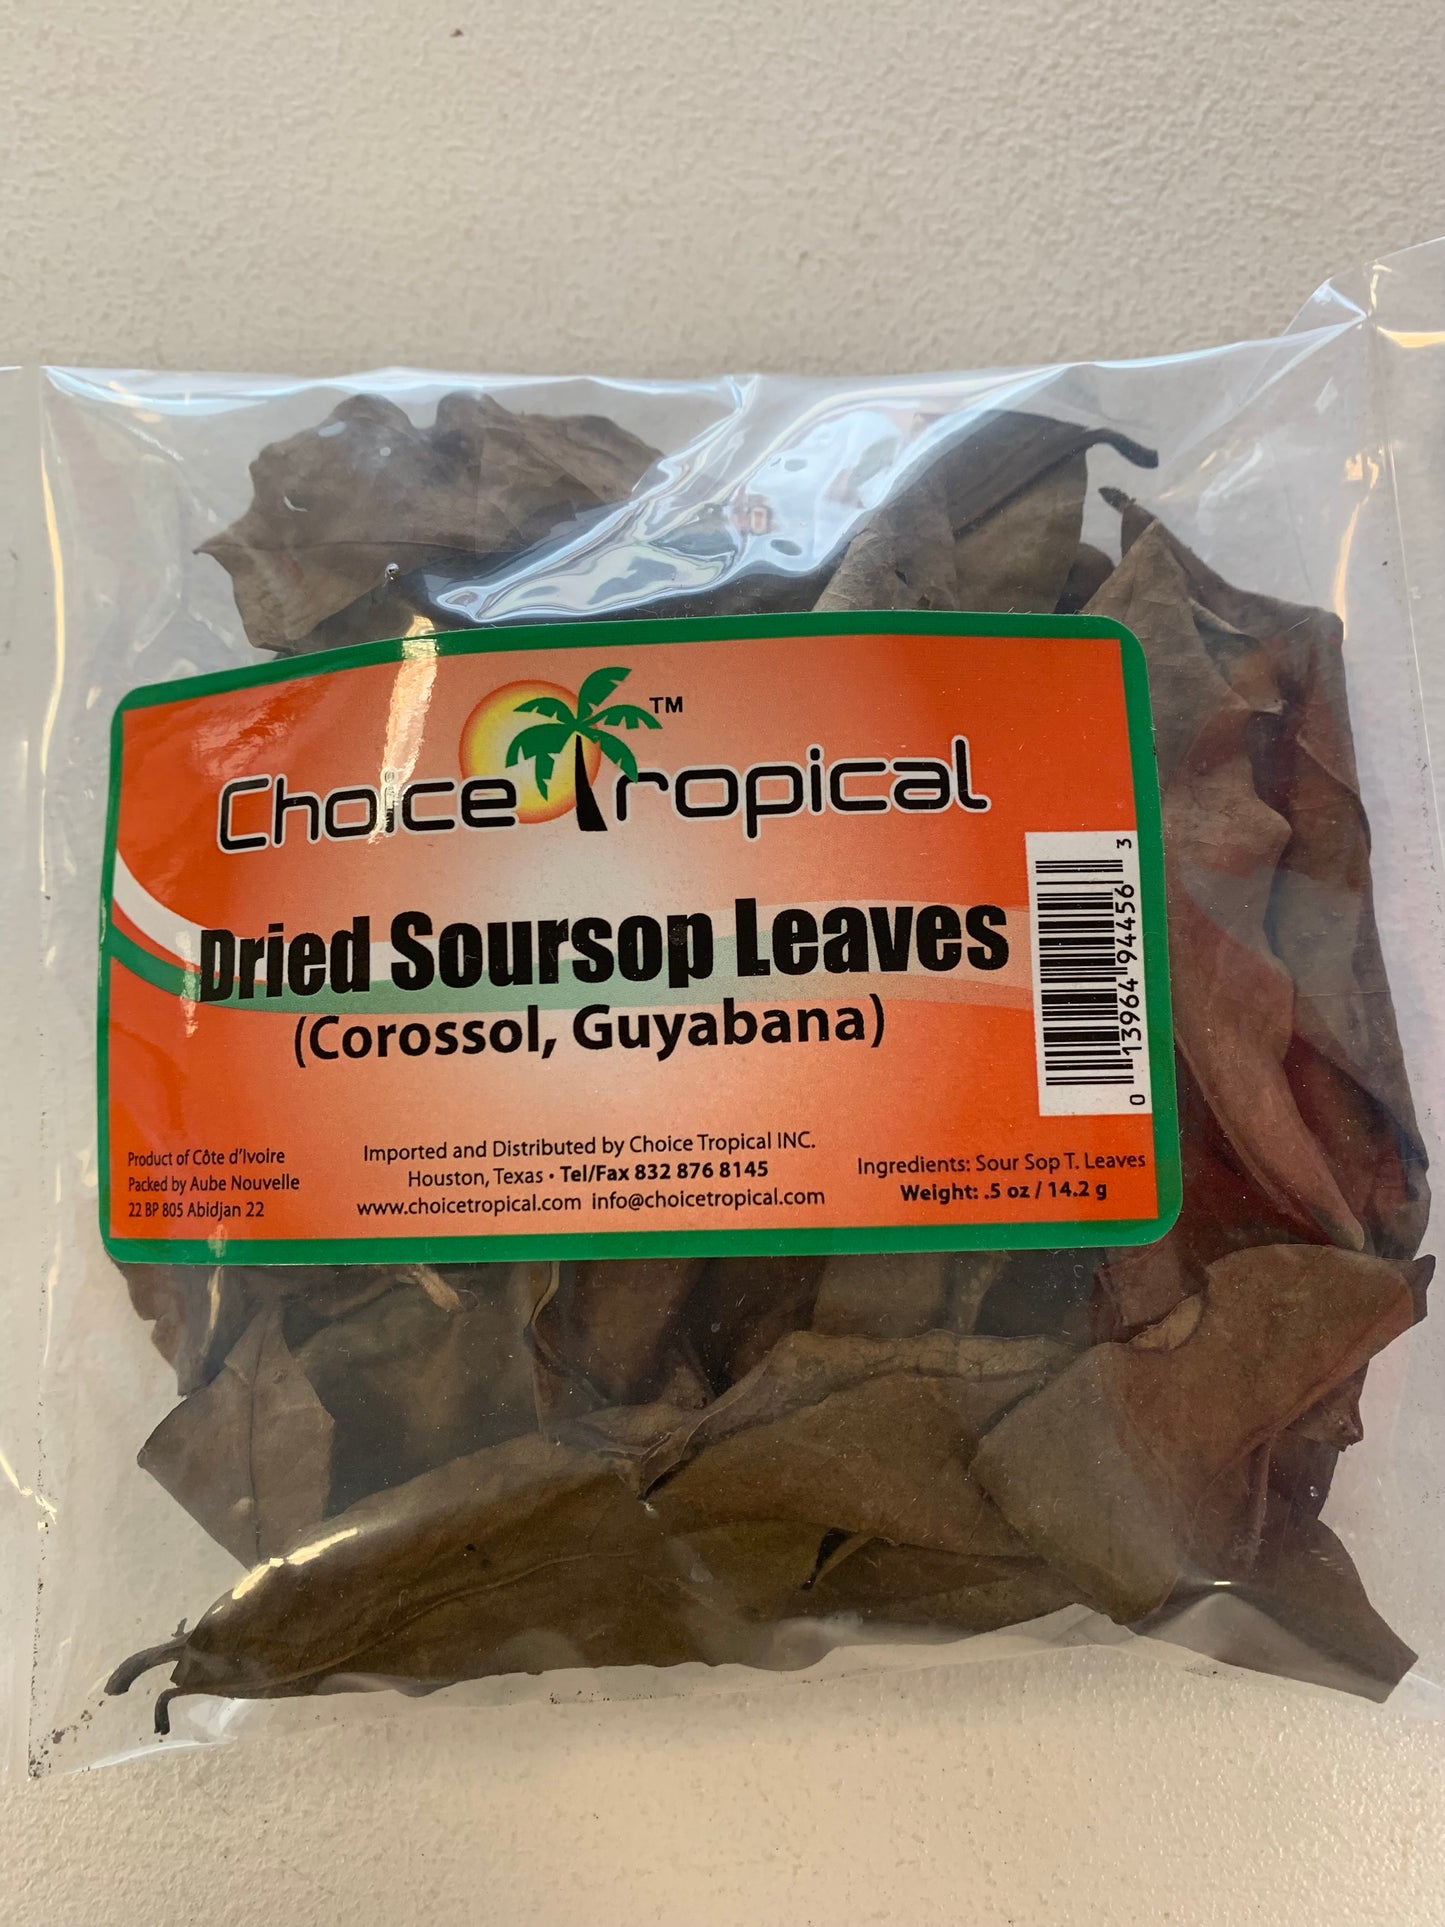 Choice Tropical TM
Dried Soursop Leaves
(Corossol, Guyabana)
Product of Côte d'Ivoire
Packed by Aube Nouvelle
22 BP 805 Abidjan 22
Imported and Distributed by Choice Tropical INC.
Houston, Texas • Tel/Fax 832 876 8145
www.choicetropical.com info@choicetropical.com
Ingredients: Sour Sop T. Leaves
Weight: .5 oz / 14.2 g
0 13964 94456 3